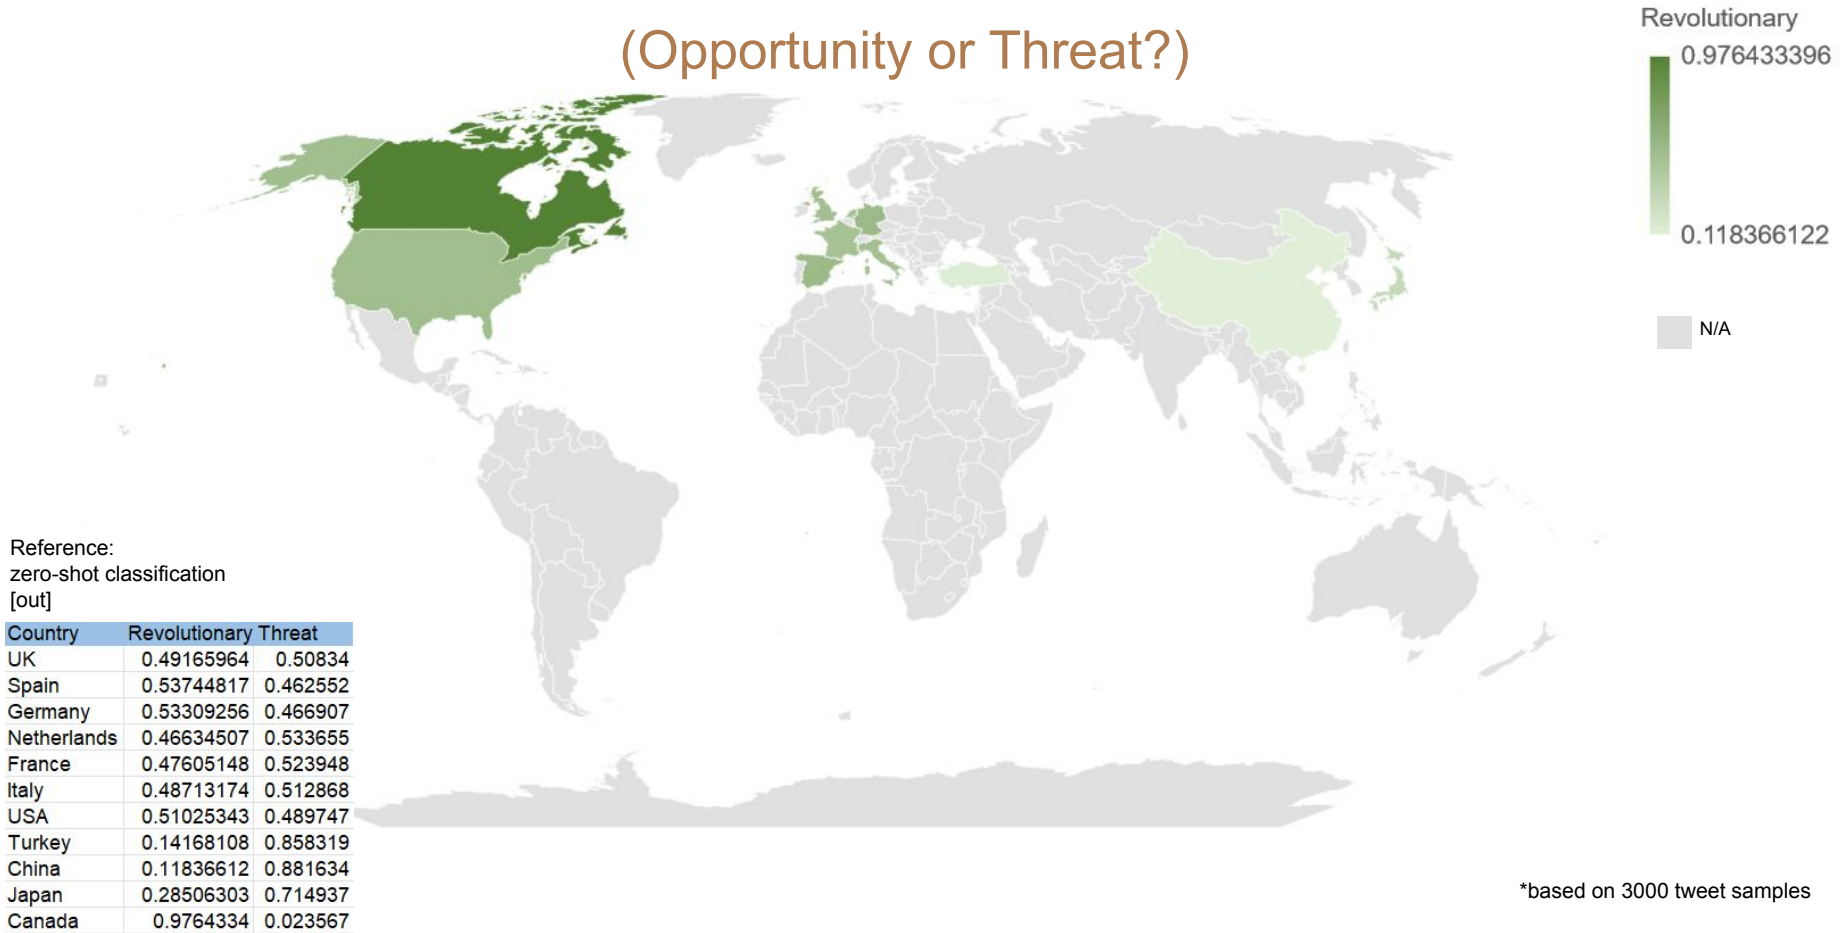 (Opportunity or Threat?)
Revolutionary
0.976433396
0.118366122
N/A
Reference:
zero-shot classification
[out]
Country Revolutionary Threat
UK 0.49165964 0.50834
Spain 0.53744817 0.462552
Germany 0.53309256 0.466907
Netherlands 0.46634507 0.533655
France 0.47605148 0.523948
Italy 0.48713174 0.512868
USA 0.51025343 0.489747
Turkey 0.14168108 0.858319
China 0.11836612 0.881634
Japan 0.28506303 0.714937
Canada 0.9764334 0.023567
*based on 3000 tweet samples